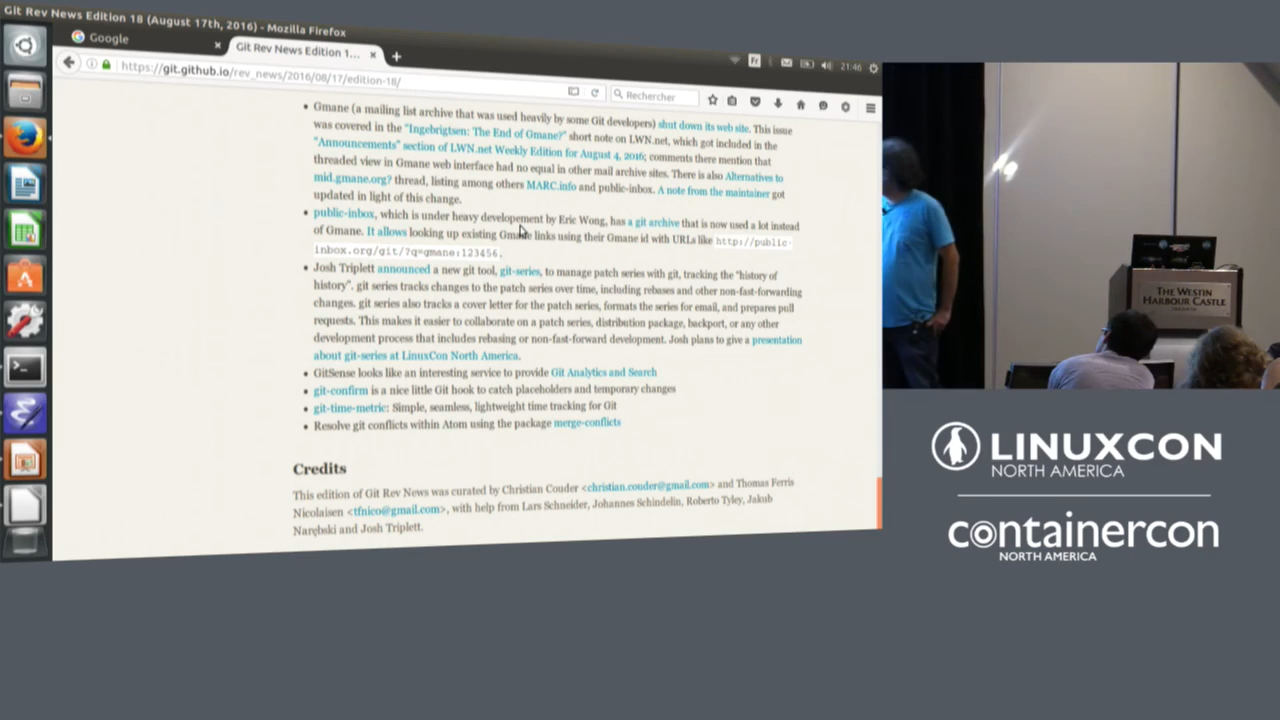 Git Rev News Edition 18 (August 17th, 2016) - Mozilla Firefox
Google
Git Rev News Edition 1...
https://git.github.io/rev_news/2016/08/17/edition-18/
Rechercher
Fr
21:46
Gmane (a mailing list archive that was used heavily by some Git developers) shut down its web site. This issue
was covered in the "Ingebrigtsen: The End of Gmane?" short note on LWN.net, which got included in the
"Announcements" section of LWN.net Weekly Edition for August 4, 2016; comments there mention that
threaded view in Gmane web interface had no equal in other mail archive sites. There is also Alternatives to
mid.gmane.org? thread, listing among others MARC.info and public-inbox. A note from the maintainer got
updated in light of this change.
public-inbox, which is under heavy developement by Eric Wong, has a git archive that is now used a lot instead
of Gmane. It allows looking up existing Gmane links using their Gmane id with URLs like http://public-
inbox.org/git/?q=gmane:123456.
Josh Triplett announced a new git tool, git-series, to manage patch series with git, tracking the "history of
history". git series tracks changes to the patch series over time, including rebases and other non-fast-forwarding
changes. git series also tracks a cover letter for the patch series, formats the series for email, and prepares pull
requests. This makes it easier to collaborate on a patch series, distribution package, backport, or any other
development process that includes rebasing or non-fast-forward development. Josh plans to give a presentation
about git-series at LinuxCon North America.
GitSense looks like an interesting service to provide Git Analytics and Search
git-confirm is a nice little Git hook to catch placeholders and temporary changes
git-time-metric: Simple, seamless, lightweight time tracking for Git
Resolve git conflicts within Atom using the package merge-conflicts
Credits
This edition of Git Rev News was curated by Christian Couder <christian.couder@gmail.com> and Thomas Ferris
Nicolaisen <tfnico@gmail.com>, with help from Lars Schneider, Johannes Schindelin, Roberto Tyley, Jakub
Narębski and Josh Triplett.
THE WESTIN
HARBOUR CASTLE
LINUXCON
NORTH AMERICA
containercon
NORTH AMERICA